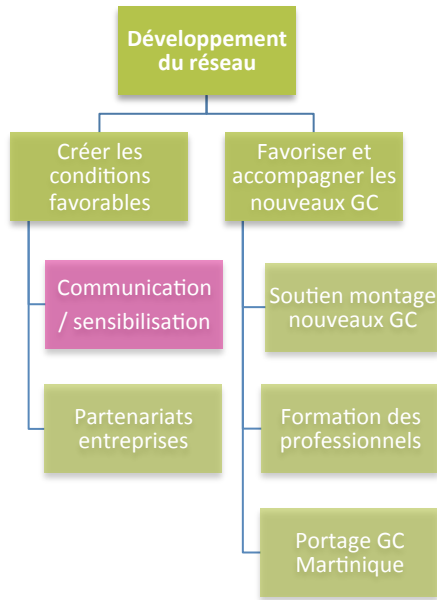 Développement
du réseau
Créer les
conditions
favorables
Communication
/ sensibilisation
Partenariats
entreprises
Favoriser et
accompagner les
nouveaux GC
Soutien montage
nouveaux GC
Formation des
professionnels
Portage GC
Martinique